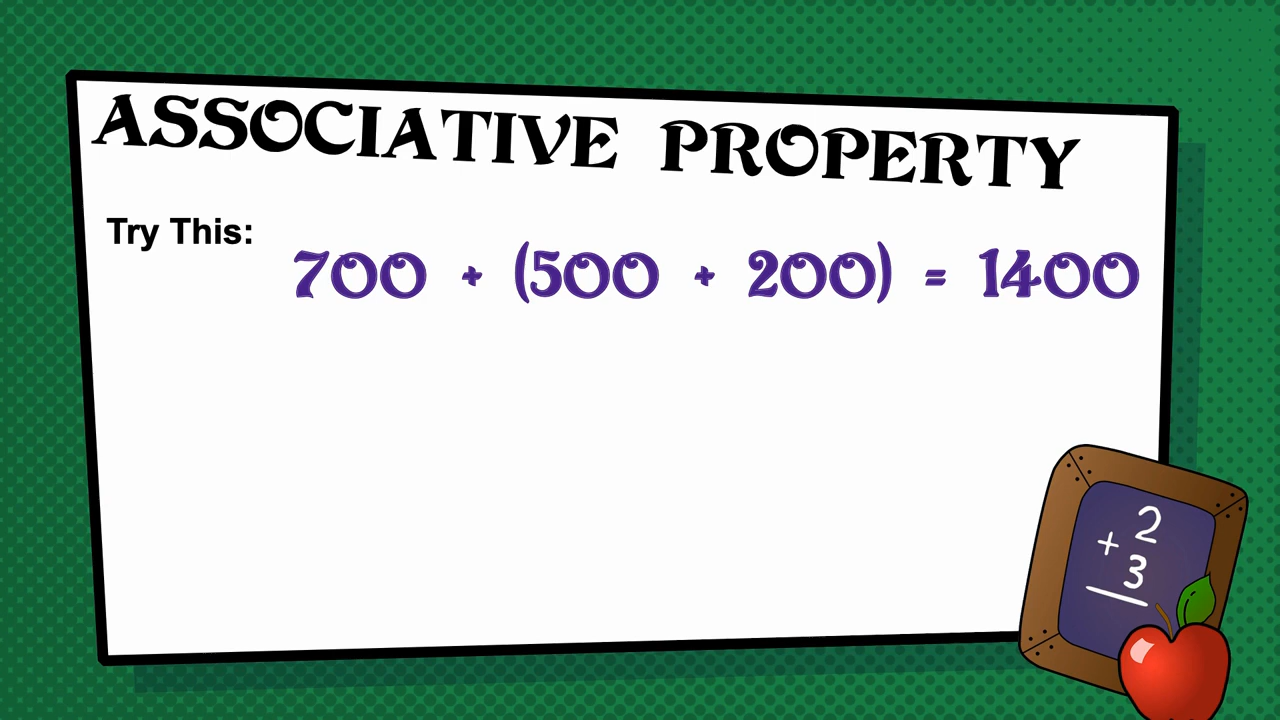 ASSOCIATIVE PROPERTY
Try This:
700 + (500 + 200) = 1400
2
+ 3